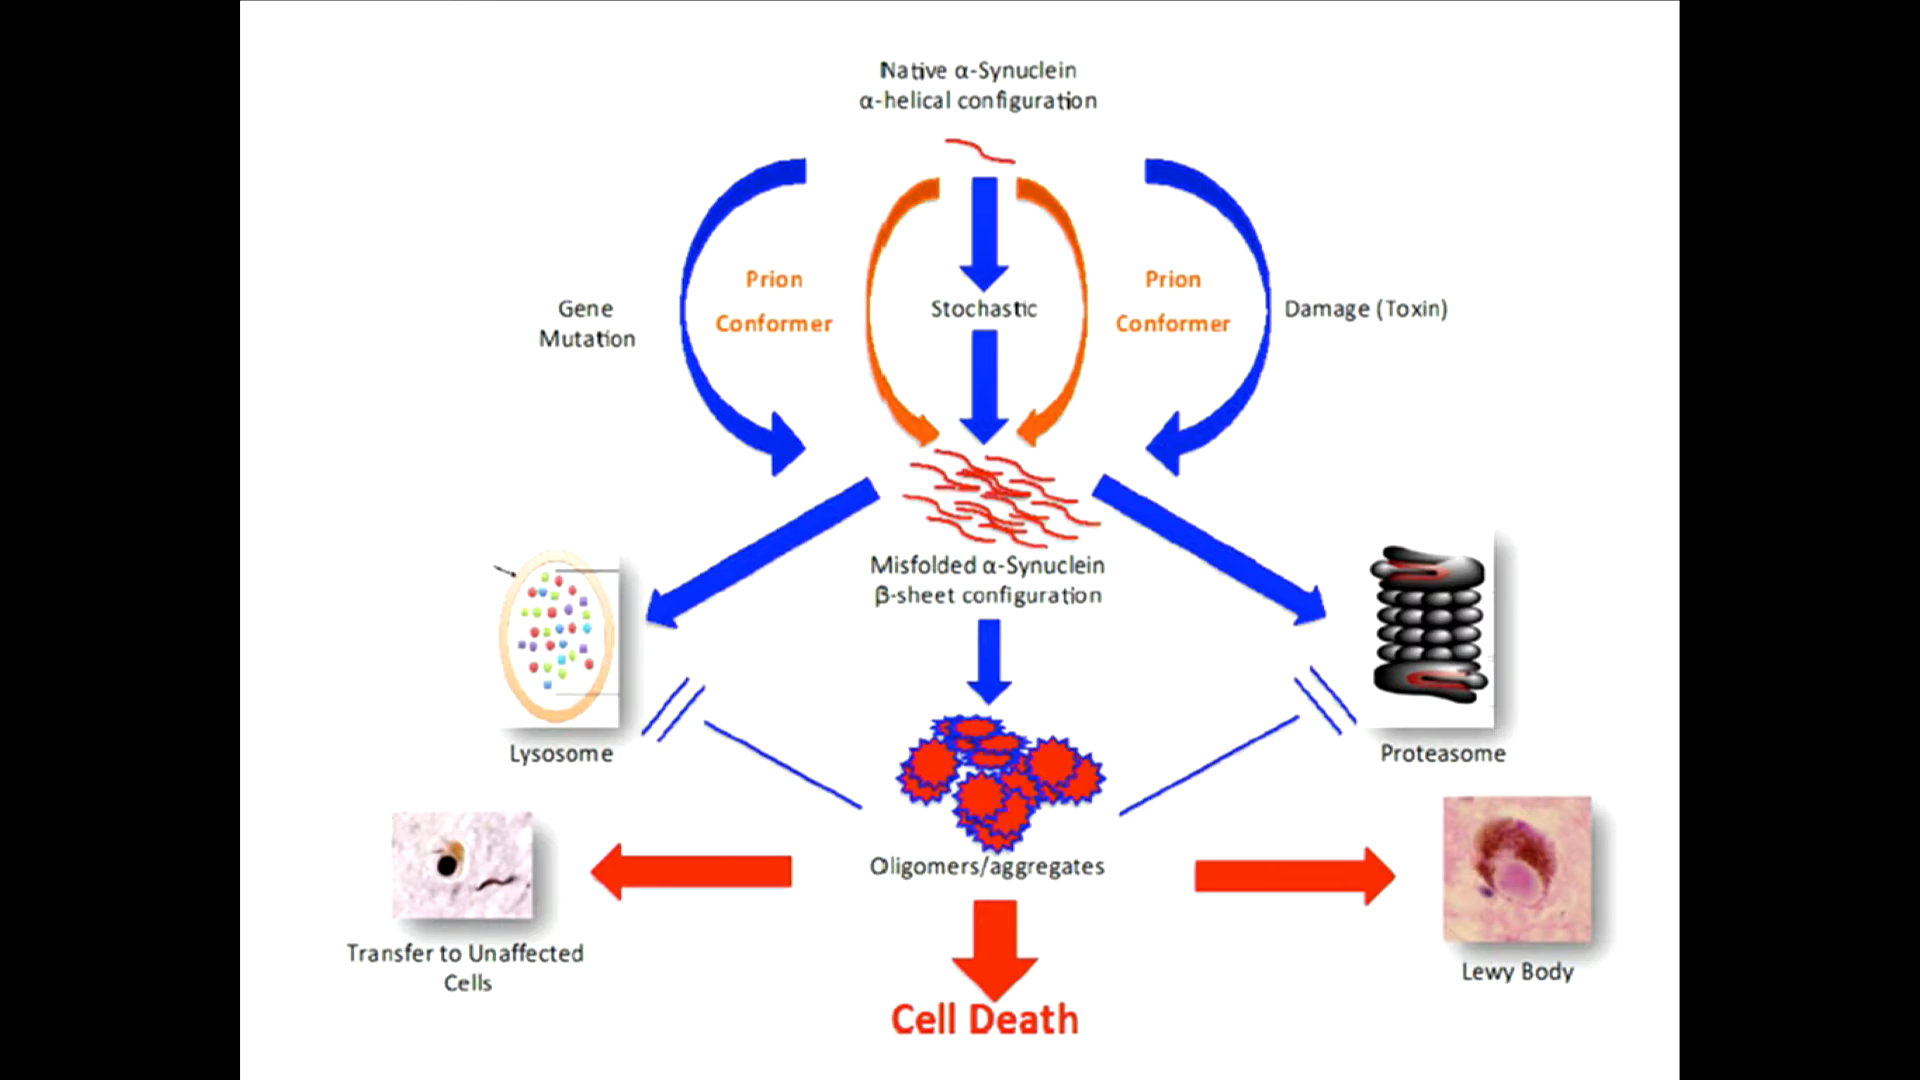 Native α-Synuclein
α-helical configuration
Prion
Conformer
Prion
Conformer
Gene
Mutation
Stochastic
Damage (Toxin)
Misfolded α-Synuclein
β-sheet configuration
Lysosome
Proteasome
Oligomers/aggregates
Transfer to Unaffected
Cells
Lewy Body
Cell Death